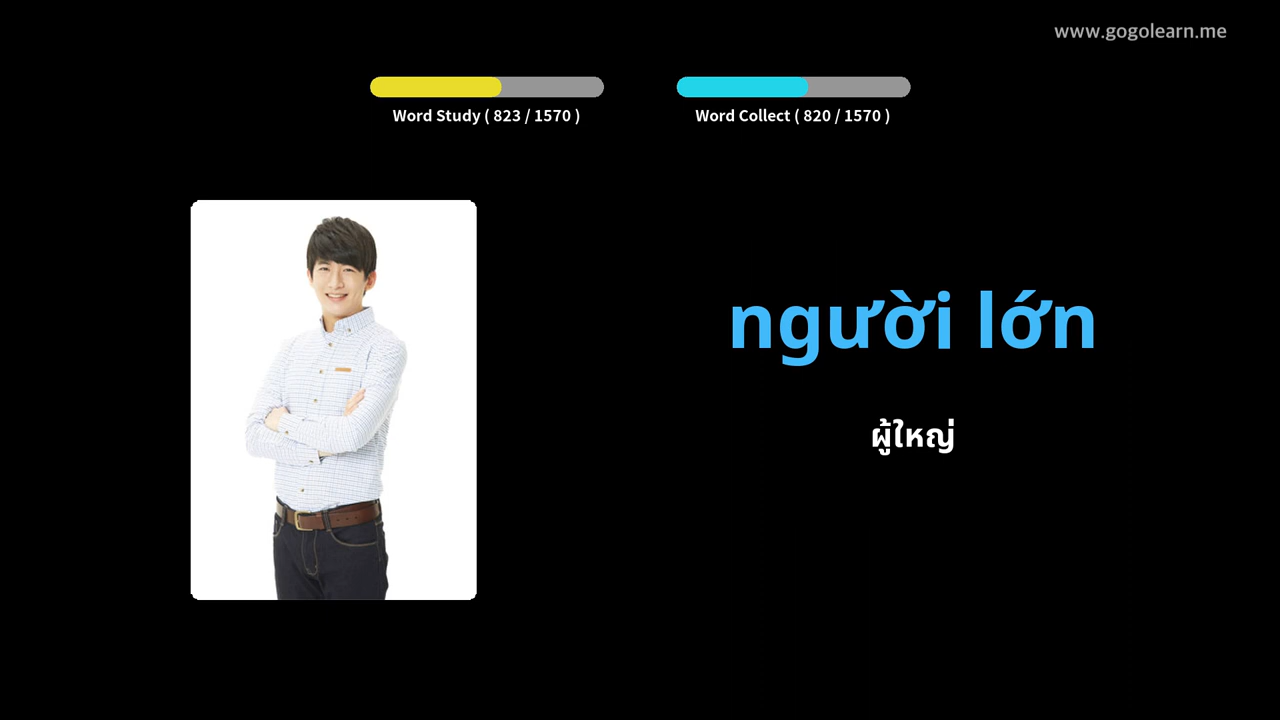 www.gogolearn.me
Word Study ( 823 / 1570 )
Word Collect ( 820 / 1570 )
người lớn
ผู้ใหญ่